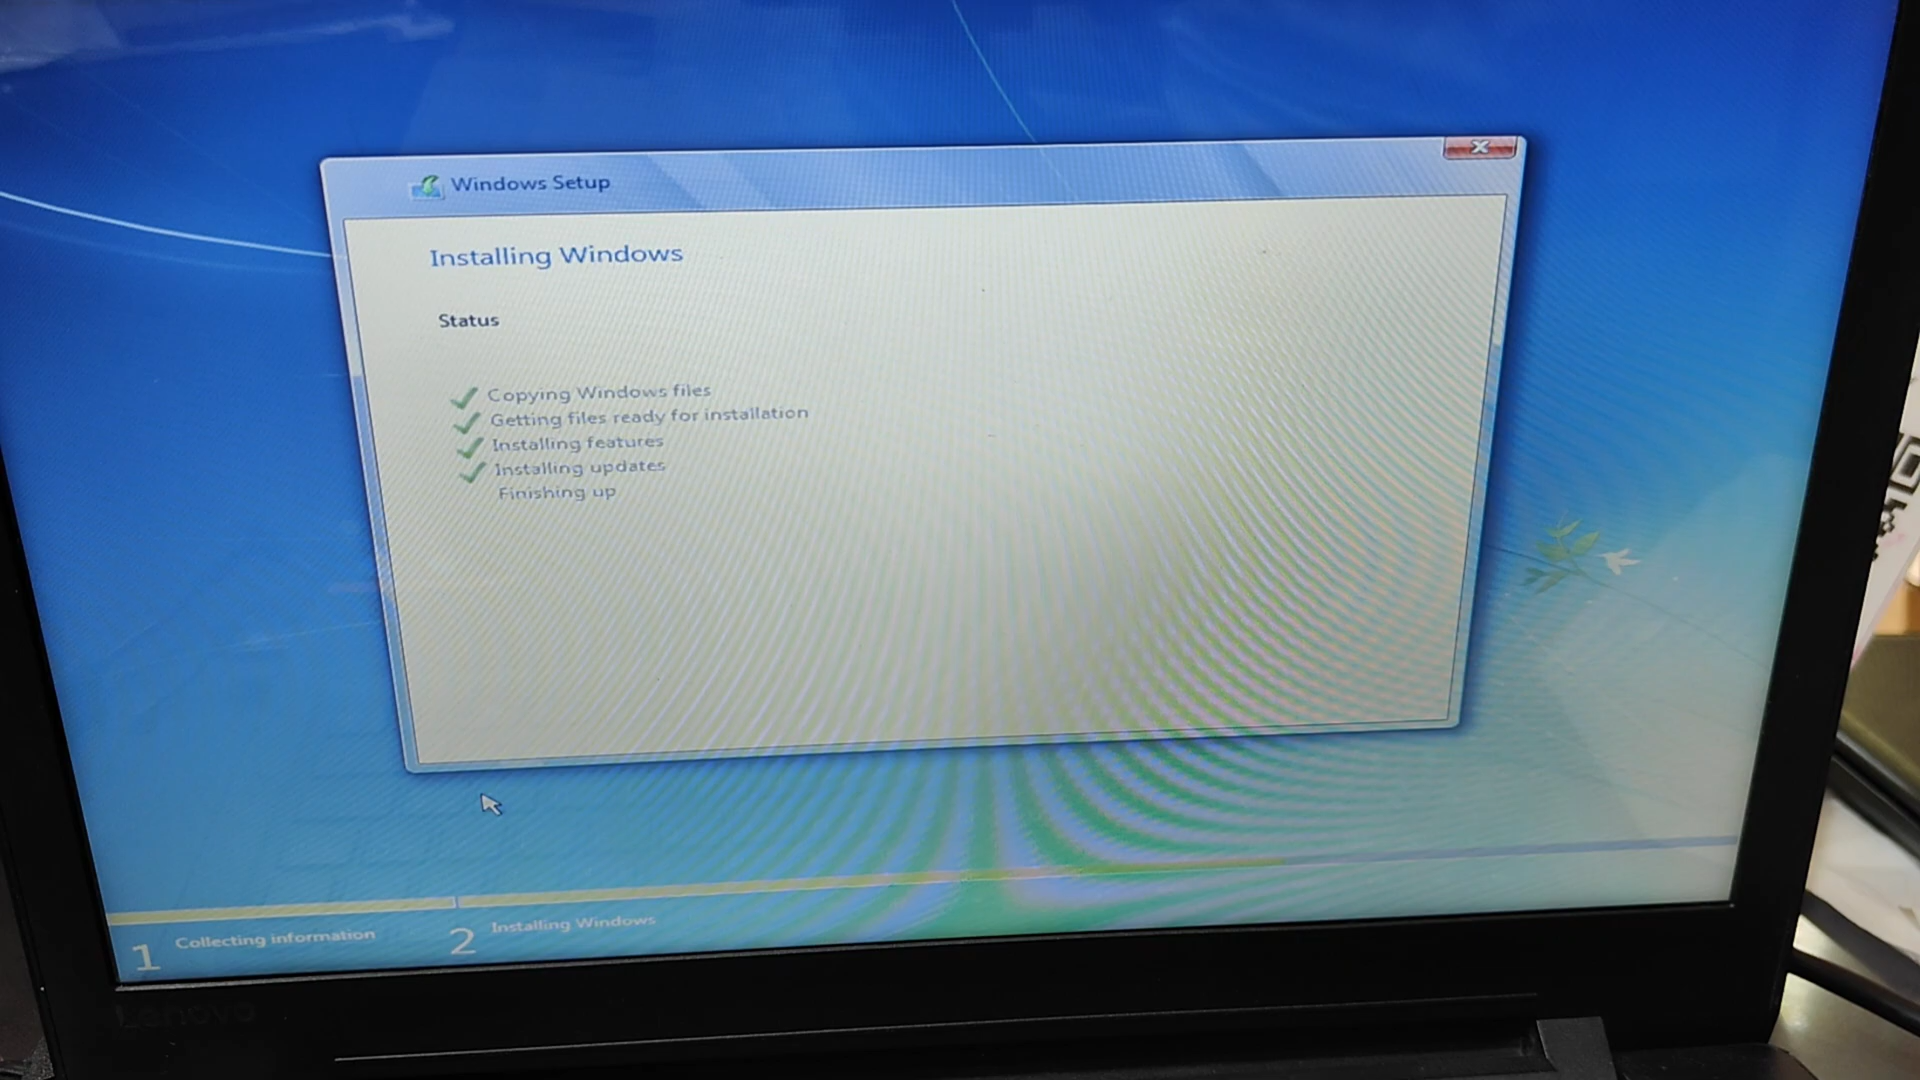 Windows Setup
Installing Windows
Status
Copying Windows files
Getting files ready for installation
Installing features
Installing updates
Finishing up
1 Collecting information
2 Installing Windows
Lenovo